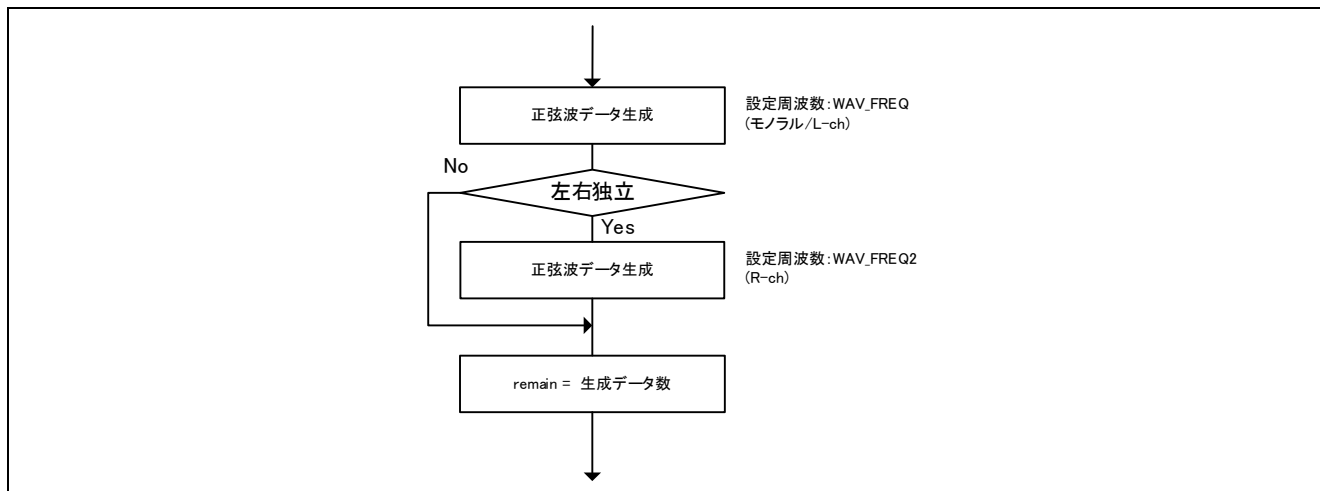 正弦波データ生成
設定周波数：WAV_FREQ
(モノラル/L-ch)
No
左右独立
Yes
正弦波データ生成
設定周波数：WAV_FREQ2
(R-ch)
remain = 生成データ数